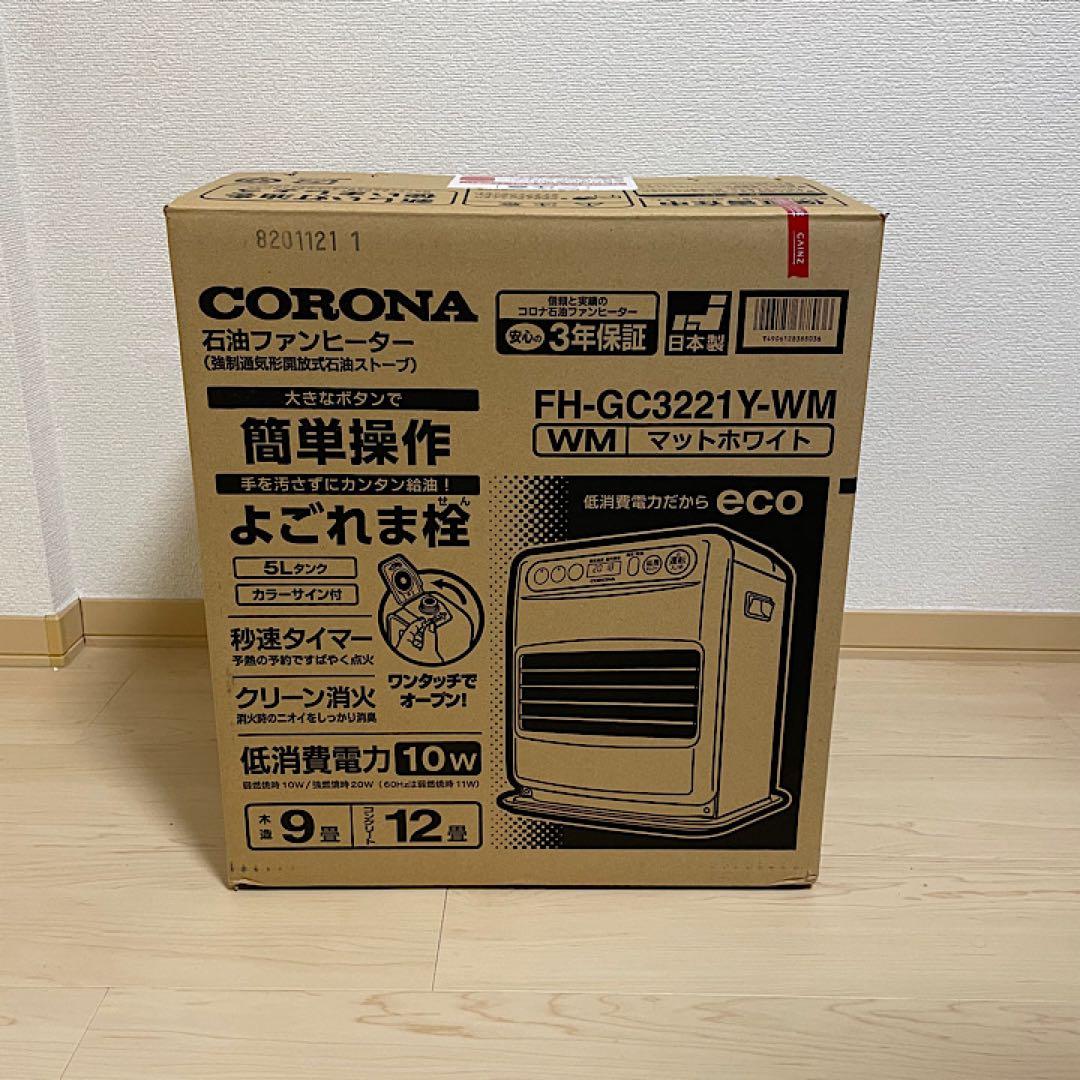 8201121 1
CAINZ
CORONA
石油ファンヒーター
(強制通気形開放式石油ストーブ)
信頼と実績の
コロナ石油ファンヒーター
安心の 3年保証
日本製
T4906128368036
FH-GC3221Y-WM
WM マットホワイト
大きなボタンで
簡単操作
手を汚さずにカンタン給油!
せん
よごれま栓
5Lタンク
カラーサイン付
秒速タイマー
予熱の予約ですばやく点火
ワンタッチで
オープン!
クリーン消火
消火時のニオイをしっかり消臭
低消費電力 10W
弱燃焼時10W/強燃焼時20W (60Hzは弱燃焼時11W)
木造 9畳
コンクリート 12畳
低消費電力だから eco
CORONA